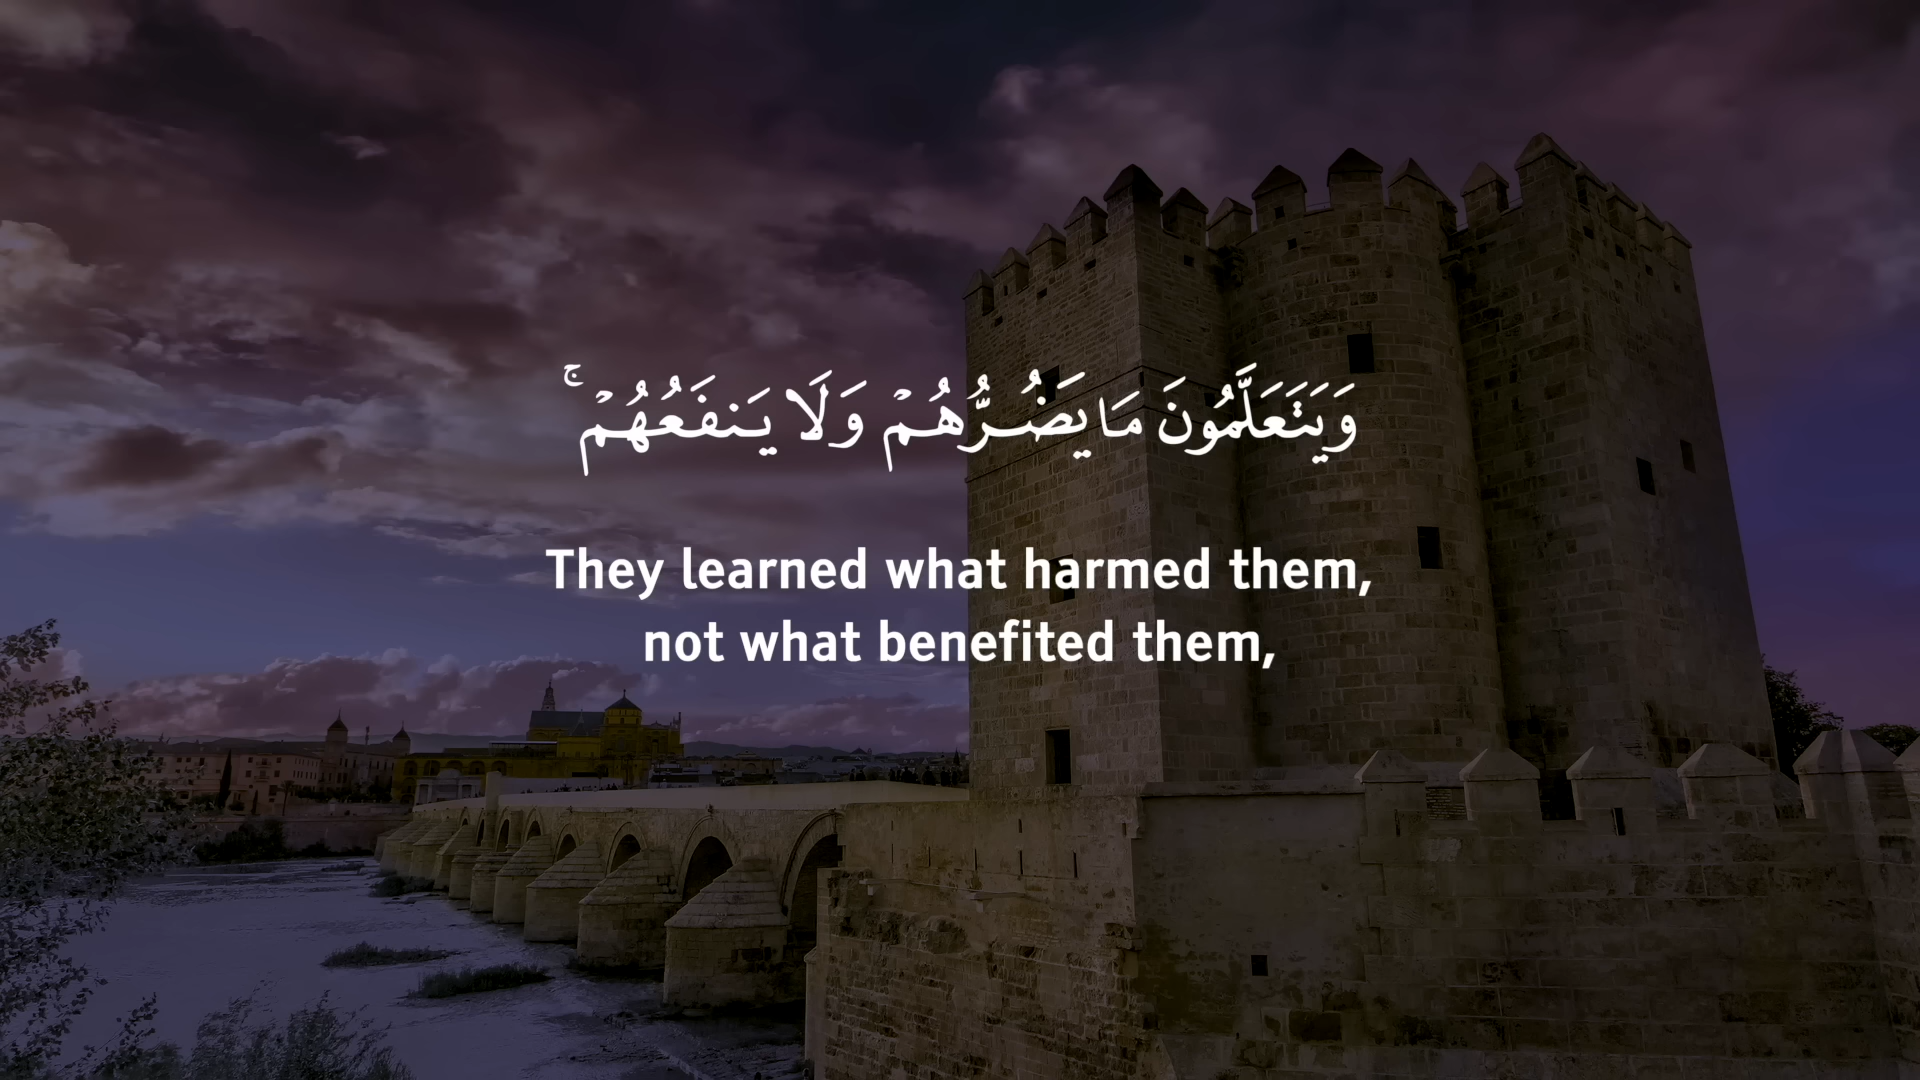 وَيَتَعَلَّمُونَ مَا يَضُرُّهُمْ وَلَا يَنفَعُهُمْ ۚ
They learned what harmed them,
not what benefited them,